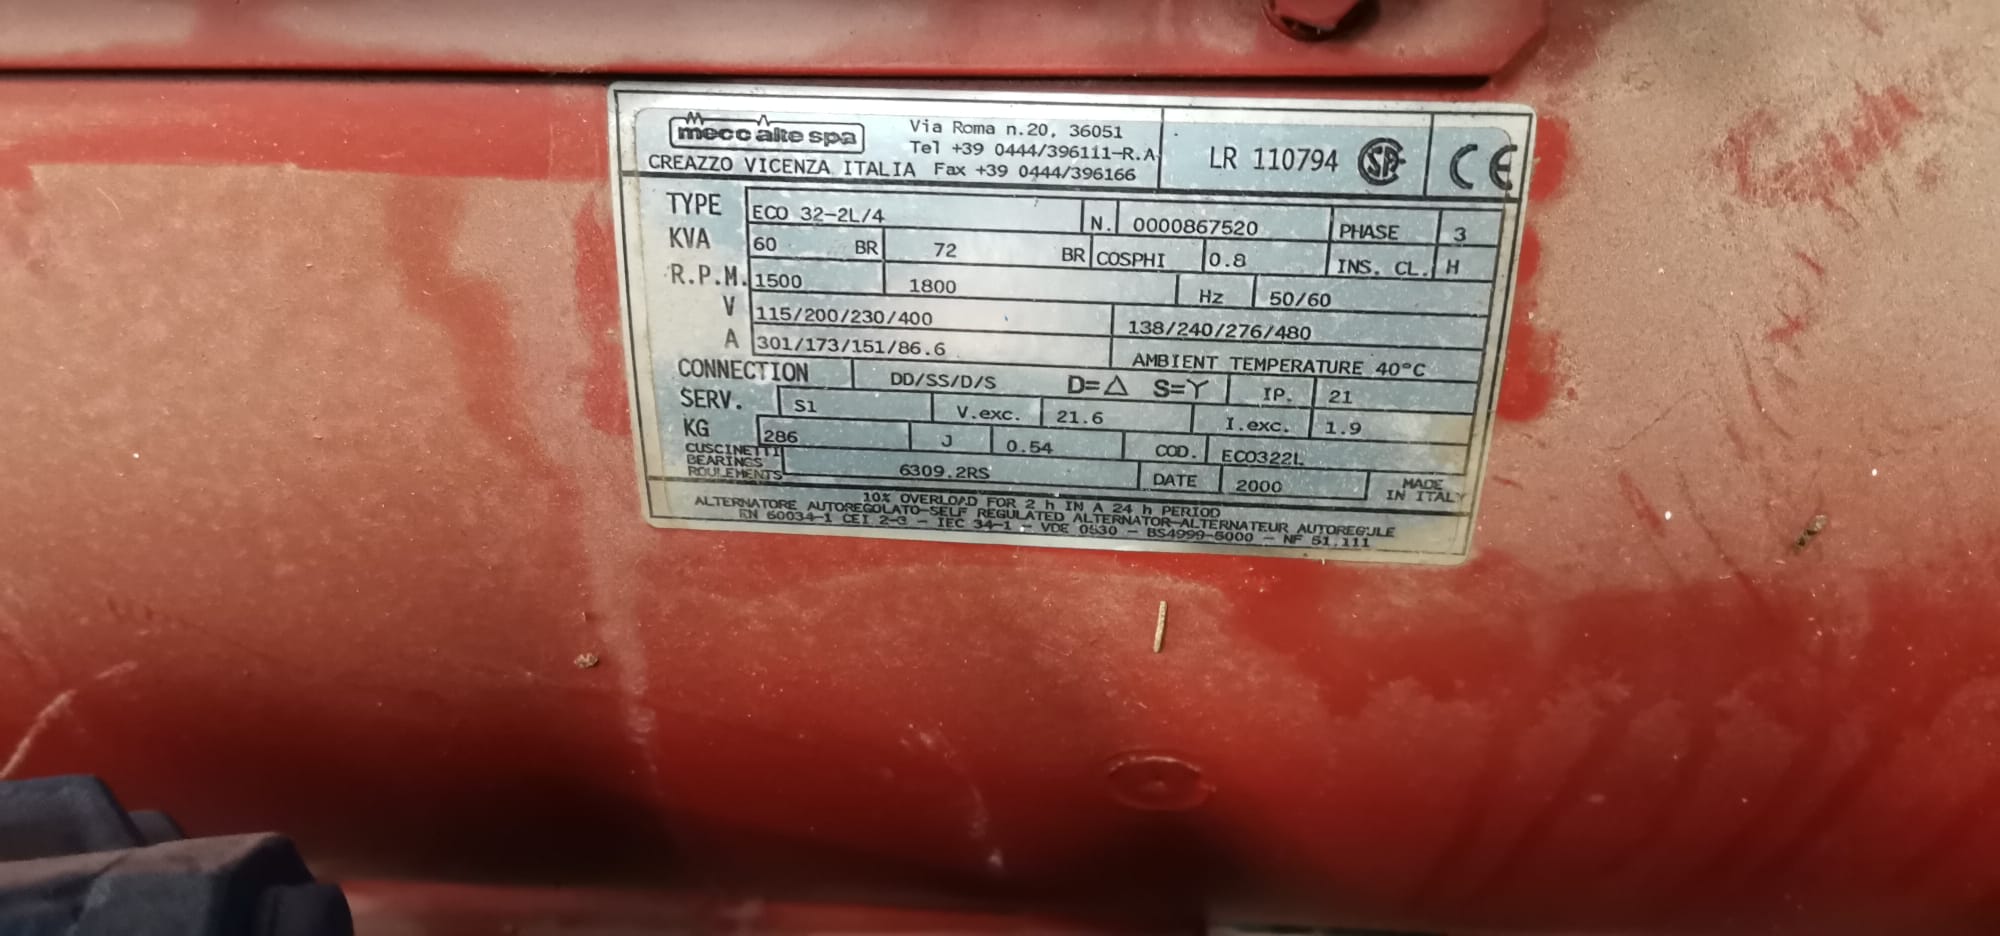 mecc alte spa
Via Roma n.20, 36051
Tel +39 0444/396111-R.A
CREAZZO VICENZA ITALIA Fax +39 0444/396166
LR 110794 SP CE
TYPE ECO 32-2L/4 N. 0000867520 PHASE 3
KVA 60 BR 72 BR COSPHI 0.8 INS. CL. H
R.P.M. 1500 1800 Hz 50/60
V 115/200/230/400 138/240/276/480
A 301/173/151/86.6 AMBIENT TEMPERATURE 40°C
CONNECTION DD/SS/D/S D=△ S=Y IP. 21
SERV. S1 V.exc. 21.6 I.exc. 1.9
KG 286 J 0.54 COD. ECO322L
CUSCINETTI
BEARINGS
ROULEMENTS
6309.2RS DATE 2000 MADE
IN ITALY
10% OVERLOAD FOR 2 h IN A 24 h PERIOD
ALTERNATORE AUTOREGOLATO-SELF REGULATED ALTERNATOR-ALTERNATEUR AUTOREGULE
EN 60034-1 CEI 2-3 - IEC 34-1 - VDE 0530 - BS4999-5000 - NF 51.111